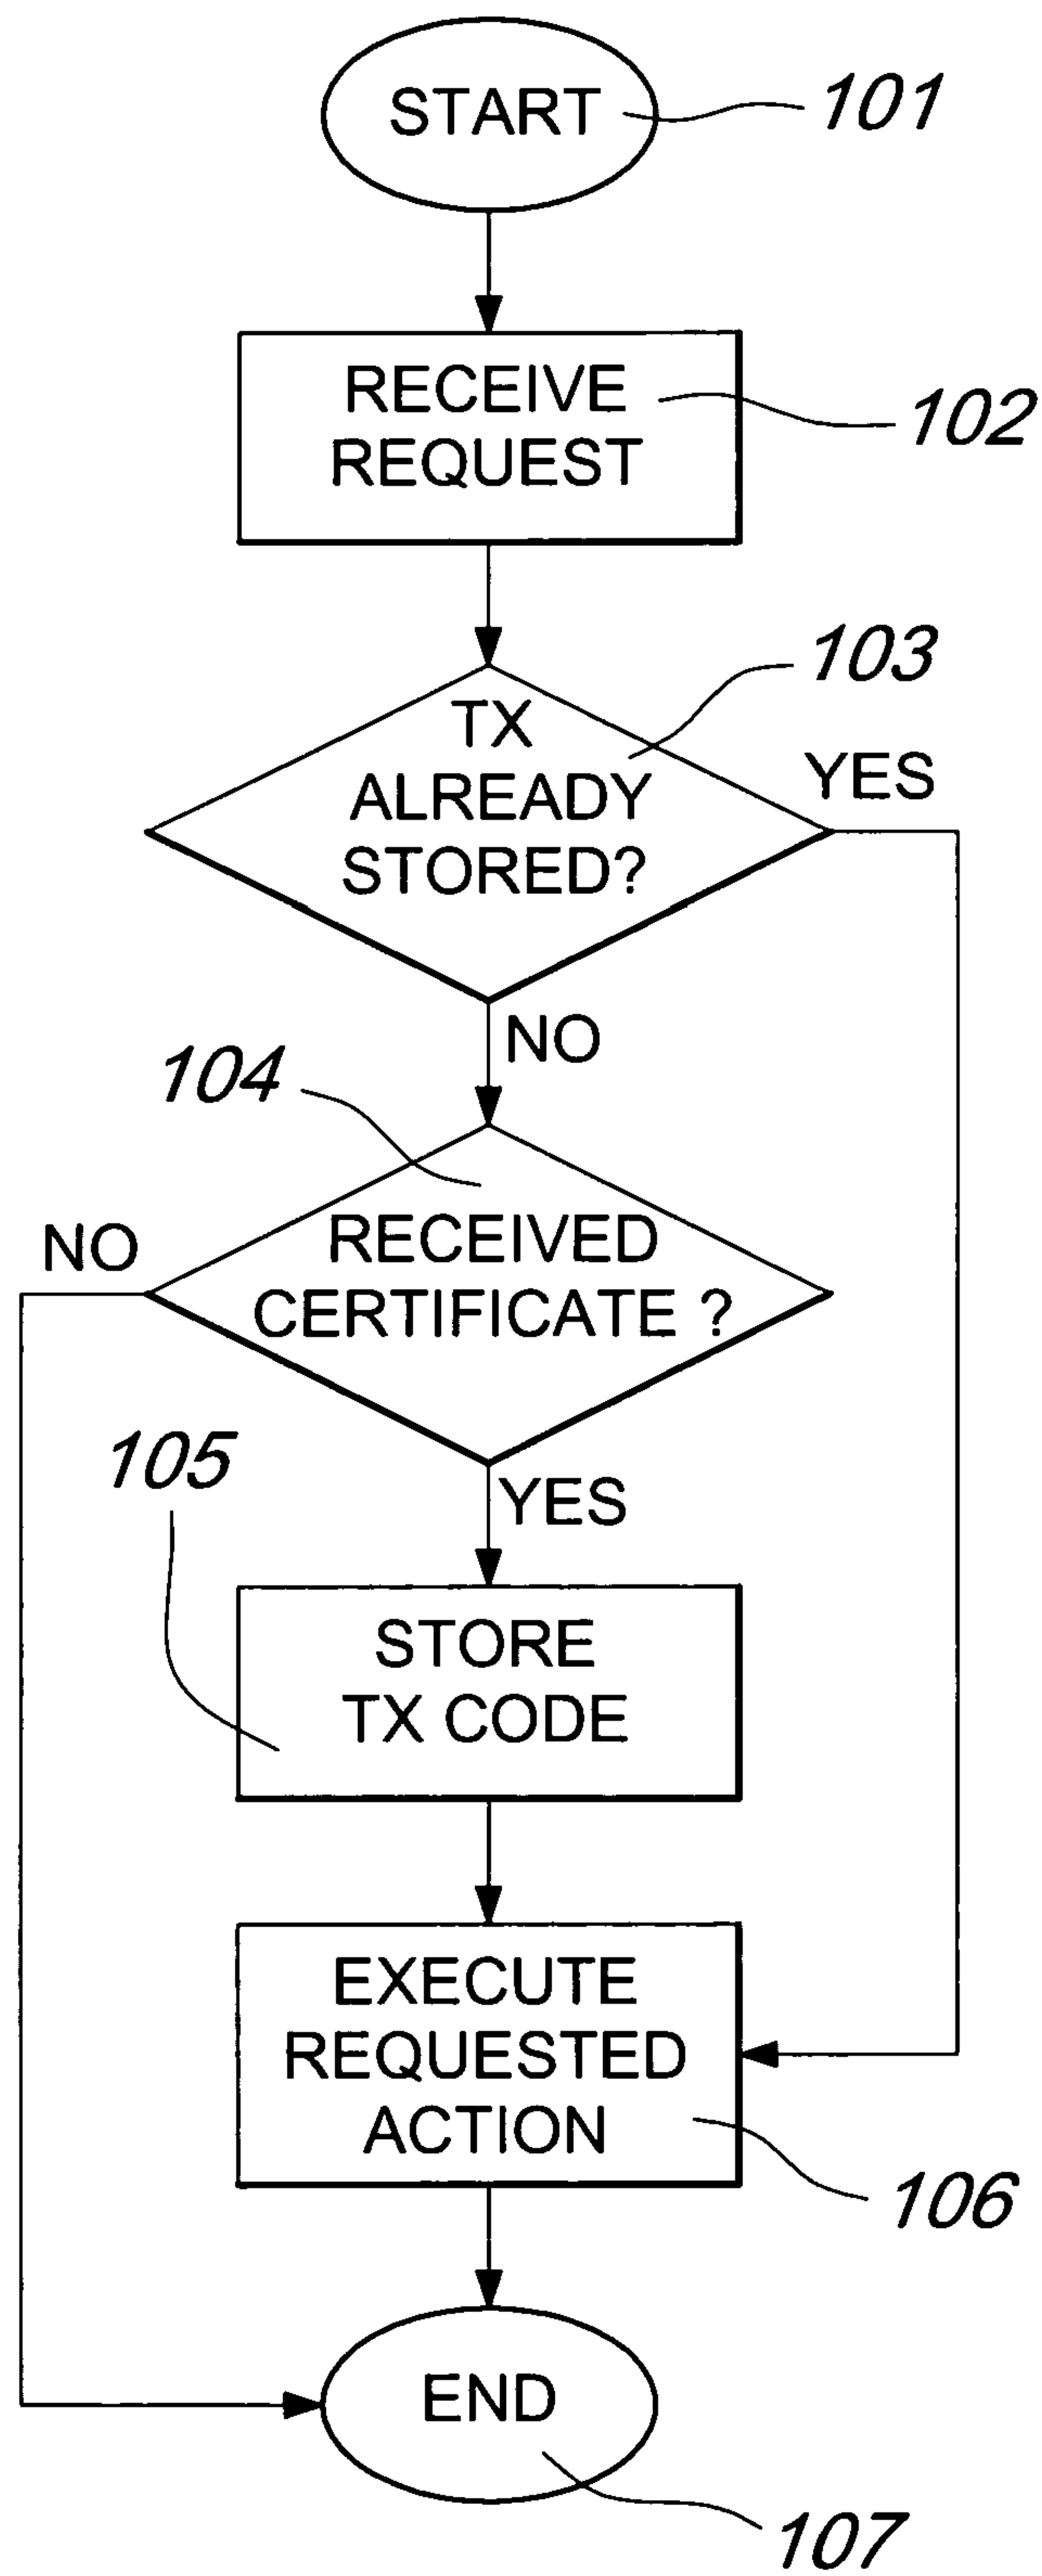 START
101
RECEIVE
REQUEST
102
103
TX
ALREADY
STORED?
YES
NO
104
RECEIVED
CERTIFICATE ?
NO
105
YES
STORE
TX CODE
EXECUTE
REQUESTED
ACTION
106
END
107